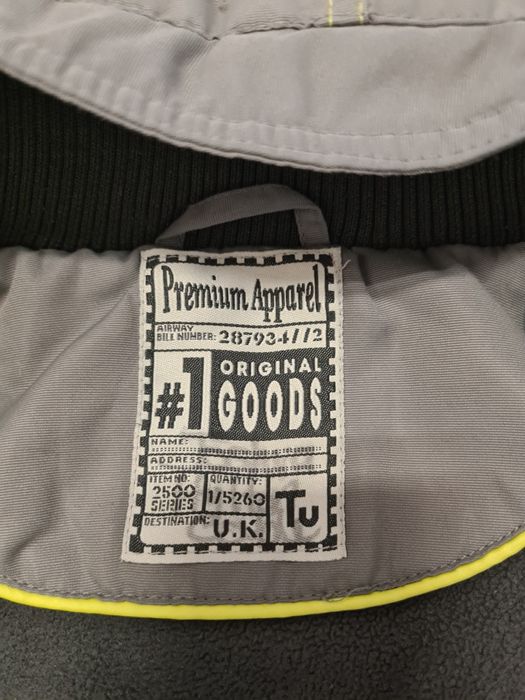 Premium Apparel
AIRWAY
BILL NUMBER: 287934//2
#1 ORIGINAL
GOODS
NAME:
ADDRESS:
ITEM NO: QUANTITY:
2500 1/5260
SERIES
DESTINATION: U.K.
Tu